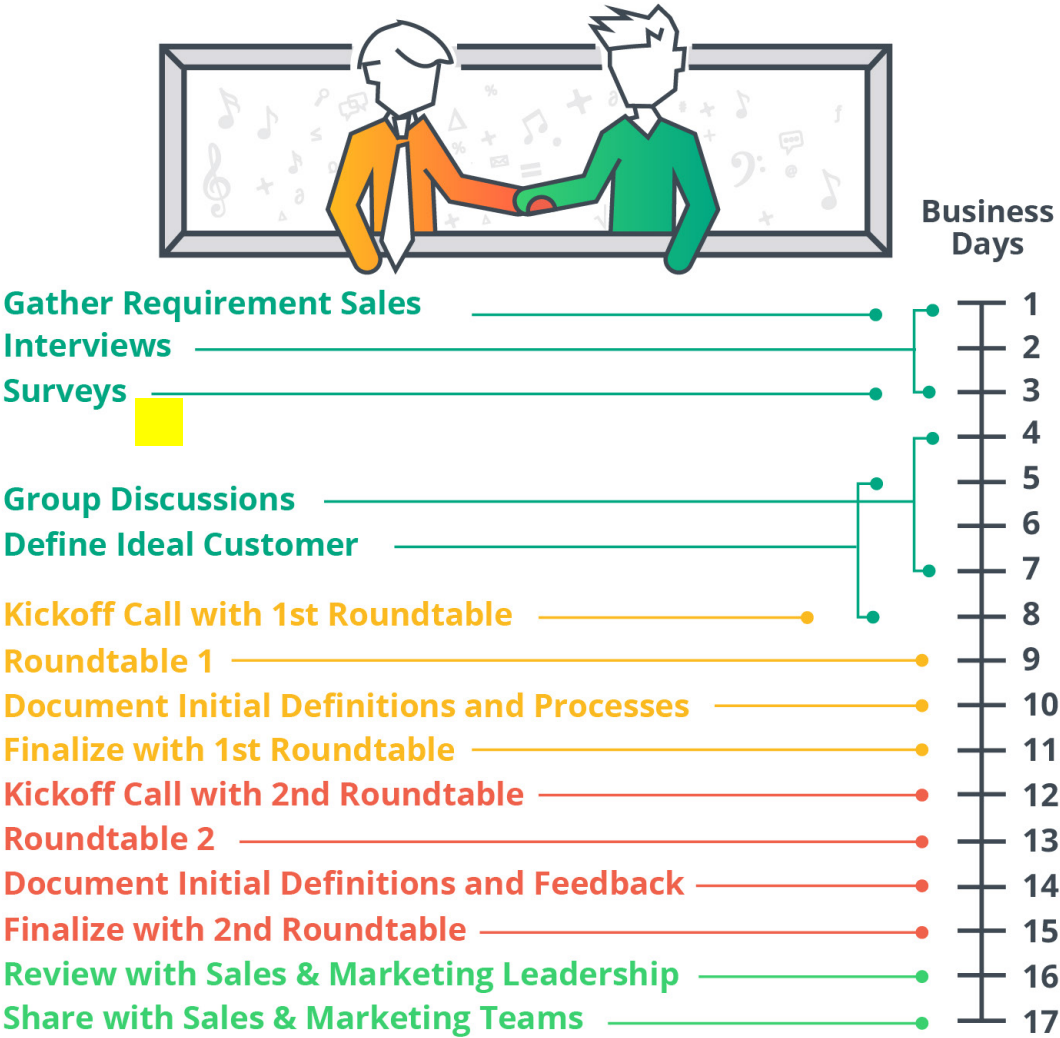 Business
Days
Gather Requirement Sales
1
Interviews
2
Surveys
3
4
5
Group Discussions
6
Define Ideal Customer
7
Kickoff Call with 1st Roundtable
8
Roundtable 1
9
Document Initial Definitions and Processes
10
Finalize with 1st Roundtable
11
Kickoff Call with 2nd Roundtable
12
Roundtable 2
13
Document Initial Definitions and Feedback
14
Finalize with 2nd Roundtable
15
Review with Sales & Marketing Leadership
16
Share with Sales & Marketing Teams
17